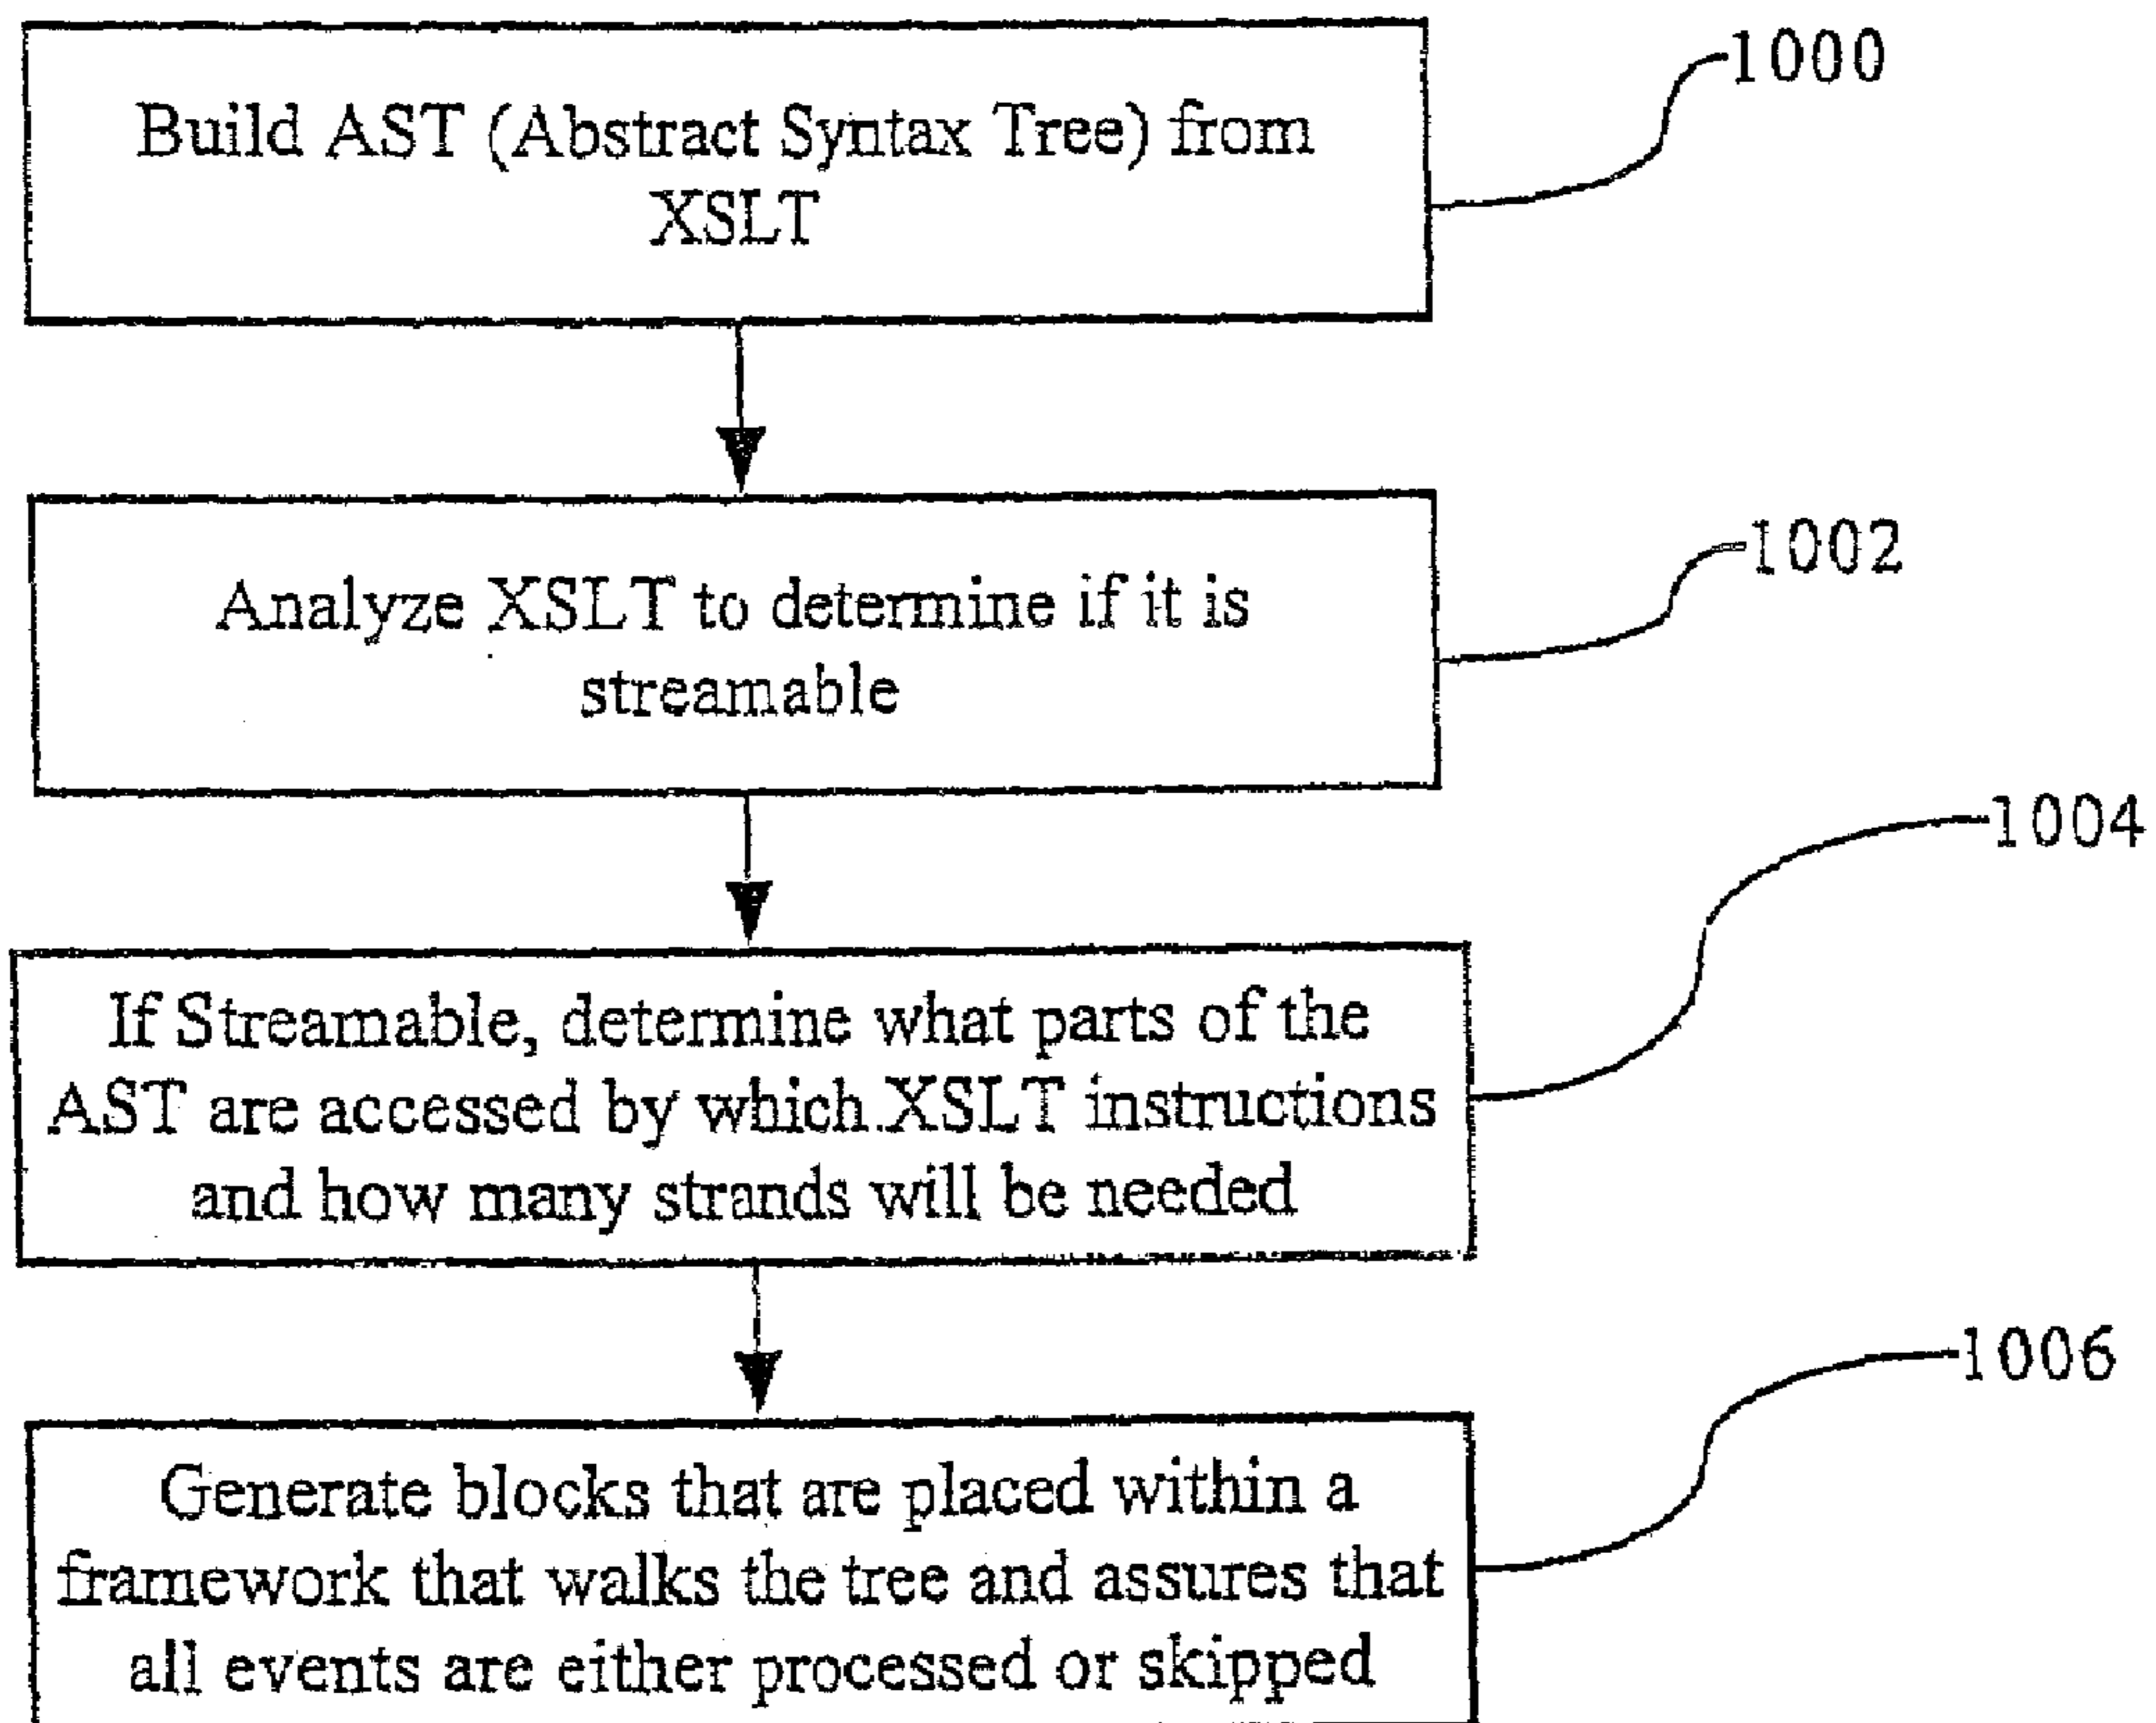 1000
Build AST (Abstract Syntax Tree) from
XSLT
1002
Analyze XSLT to determine if it is
streamable
1004
If Streamable, determine what parts of the
AST are accessed by which XSLT instructions
and how many strands will be needed
1006
Generate blocks that are placed within a
framework that walks the tree and assures that
all events are either processed or skipped